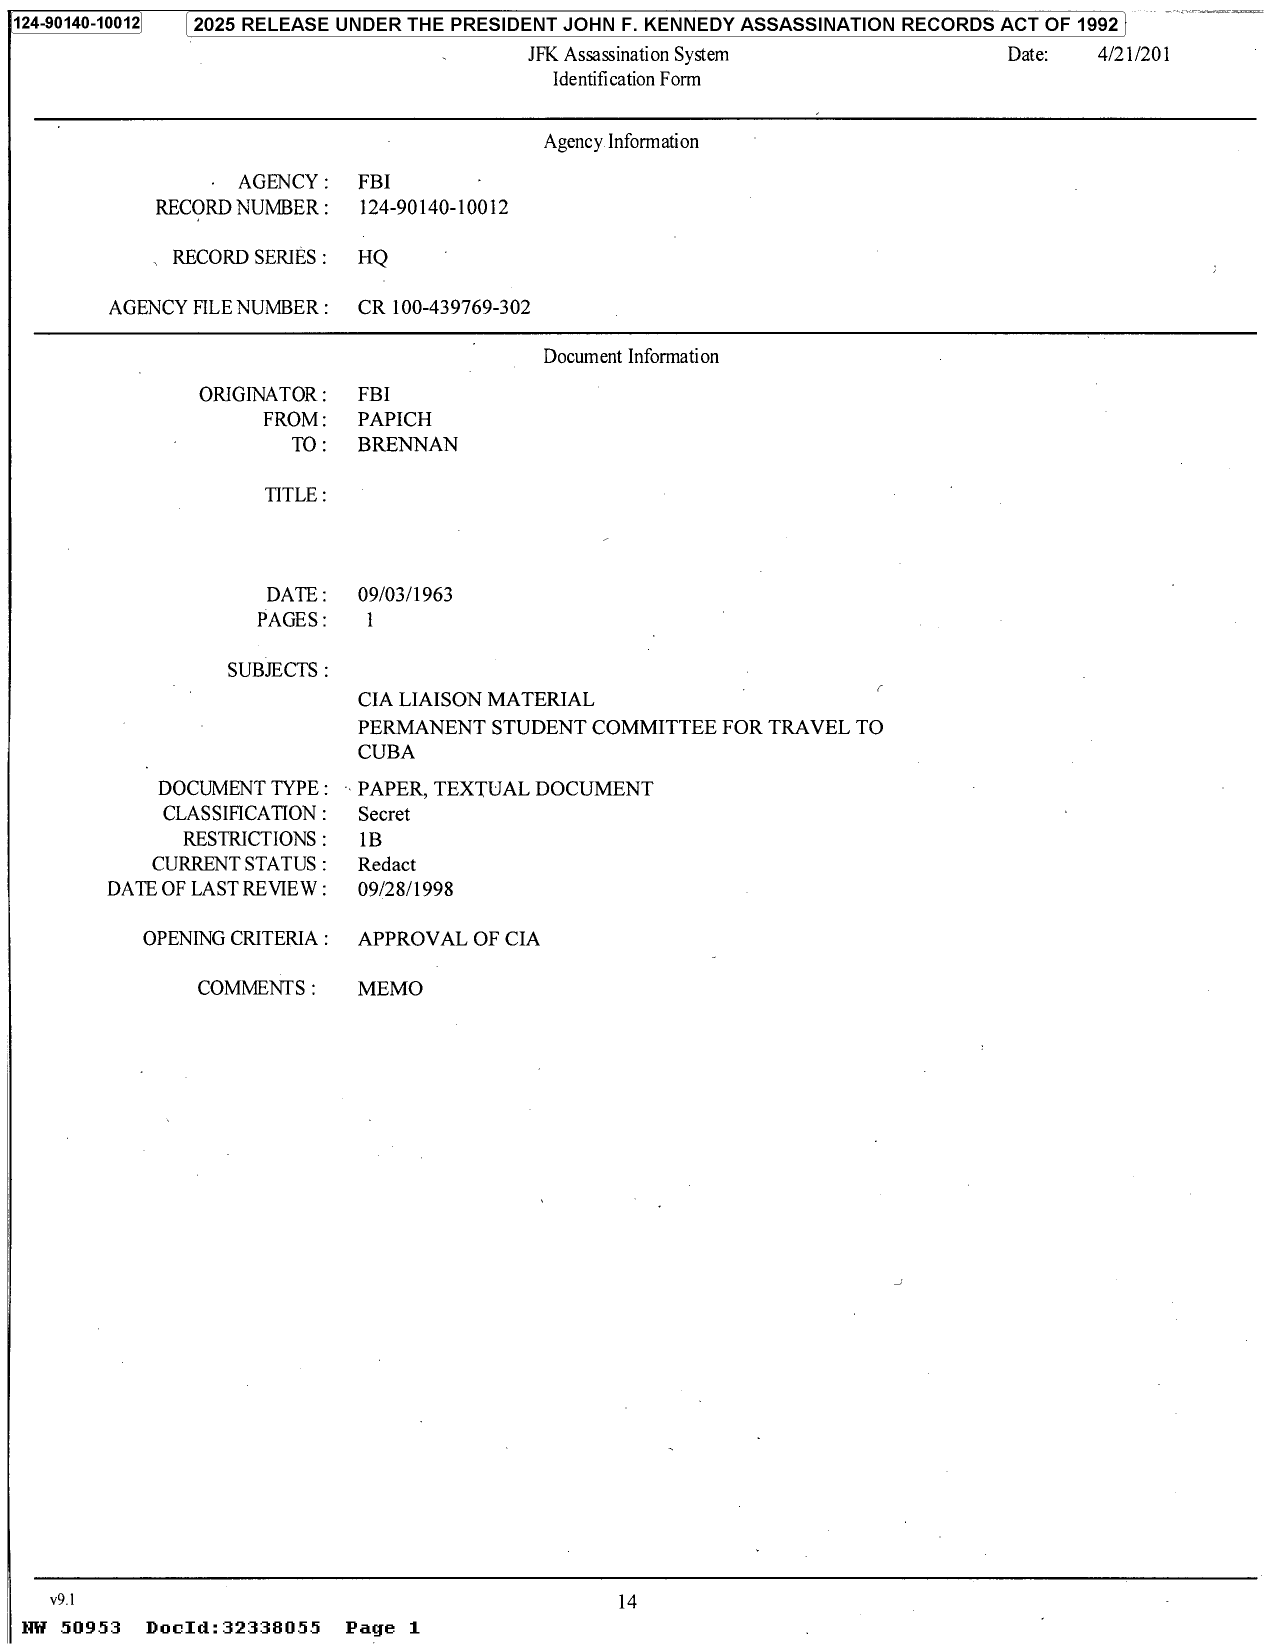 124-90140-10012 2025 RELEASE UNDER THE PRESIDENT JOHN F. KENNEDY ASSASSINATION RECORDS ACT OF 1992
JFK Assassination System Date: 4/21/201
Identification Form
Agency Information
AGENCY : FBI
RECORD NUMBER : 124-90140-10012
RECORD SERIES : HQ
AGENCY FILE NUMBER : CR 100-439769-302
Document Information
ORIGINATOR : FBI
FROM : PAPICH
TO : BRENNAN
TITLE :
DATE : 09/03/1963
PAGES : 1
SUBJECTS :
CIA LIAISON MATERIAL
PERMANENT STUDENT COMMITTEE FOR TRAVEL TO
CUBA
DOCUMENT TYPE : PAPER, TEXTUAL DOCUMENT
CLASSIFICATION : Secret
RESTRICTIONS : 1B
CURRENT STATUS : Redact
DATE OF LAST REVIEW : 09/28/1998
OPENING CRITERIA : APPROVAL OF CIA
COMMENTS : MEMO
v9.1 14
NW 50953 DocId:32338055 Page 1